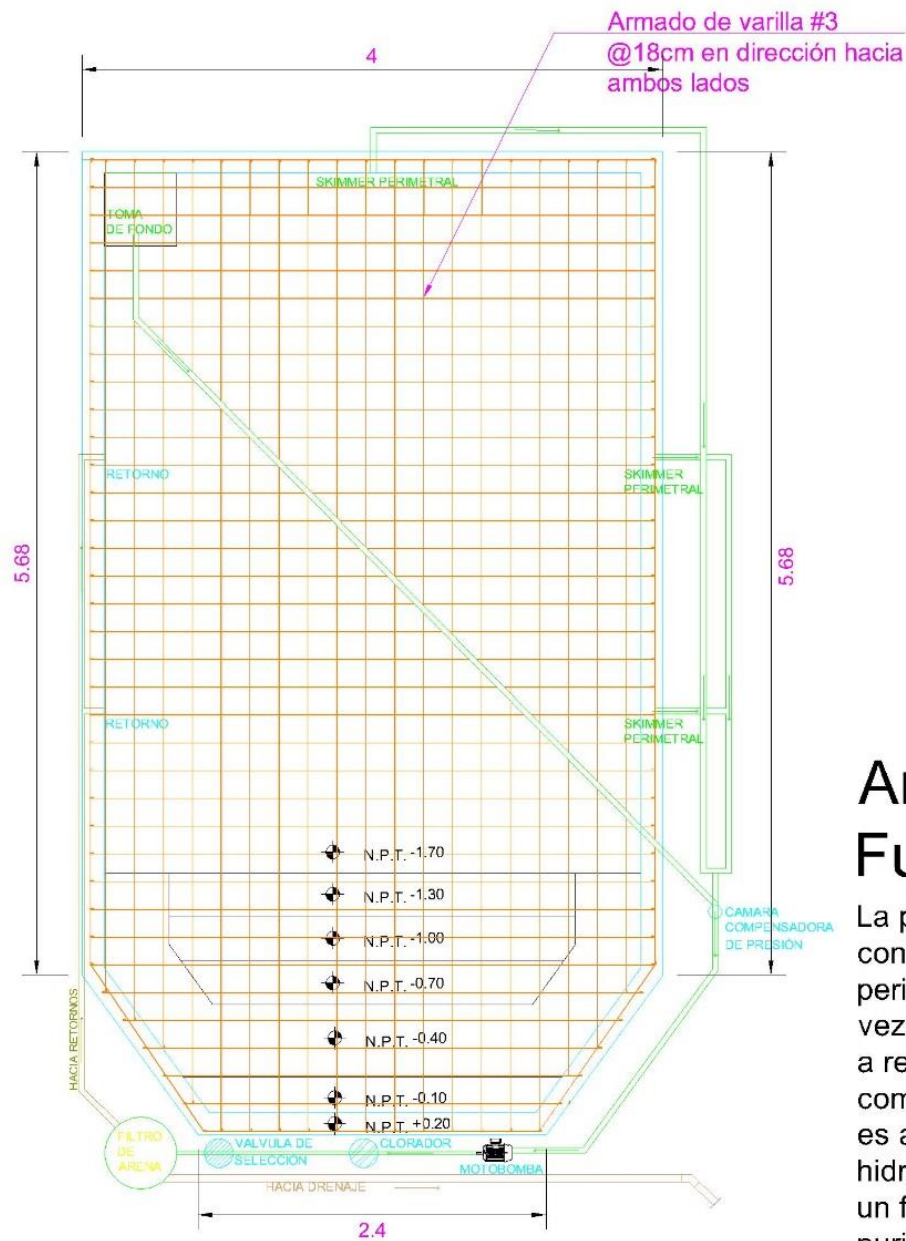 Armado de varilla #3
@18cm en dirección hacia
ambos lados
4
SKIMMER PERIMETRAL
TOMA
DE FONDO
RETORNO
SKIMMER
PERIMETRAL
5.68
5.68
RETORNO
SKIMMER
PERIMETRAL
N.P.T. -1.70
N.P.T. -1.30
N.P.T. -1.00
N.P.T. -0.70
N.P.T. -0.40
N.P.T. -0.10
N.P.T. +0.20
CAMARA
COMPENSADORA
DE PRESIÓN
HACIA RETORNOS
FILTRO
DE
ARENA
VALVULA DE
SELECCIÓN
CLORADOR
MOTOBOMBA
HACIA DRENAJE
2.4
La p
con
peri
vez
a re
com
es a
hidr
un f